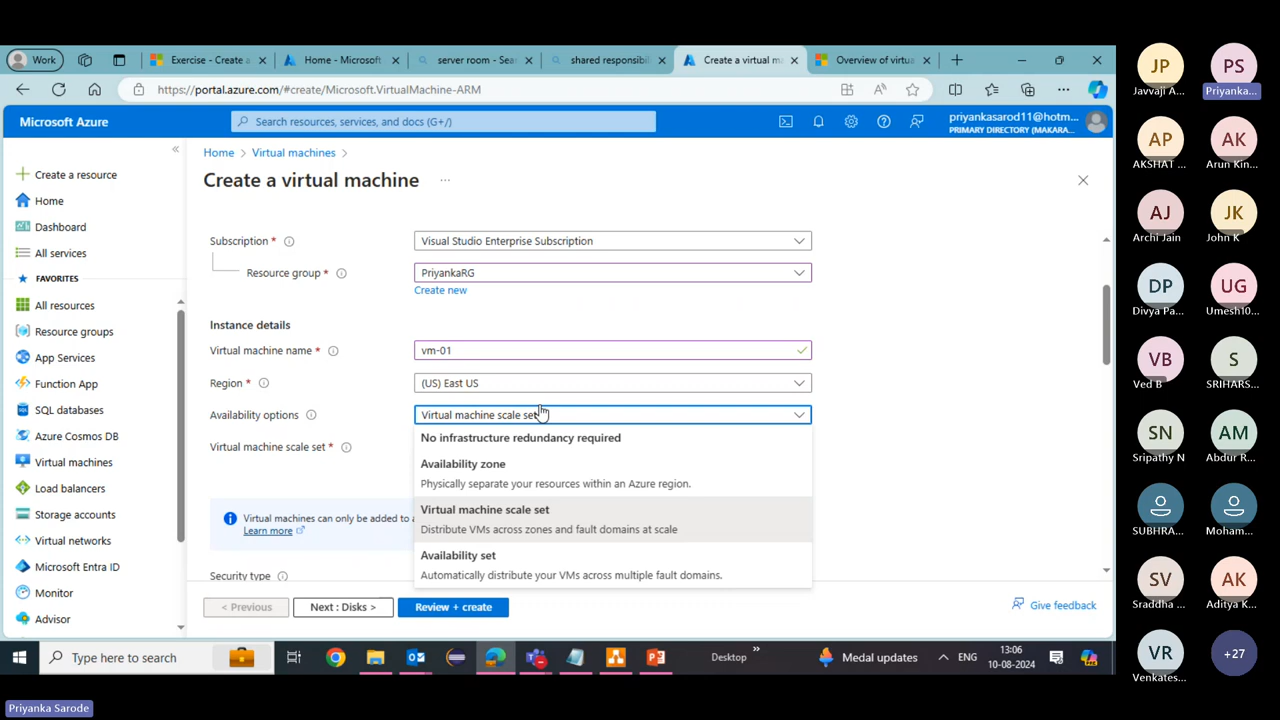 Work
Exercise - Create a
Home - Microsoft
server room - Sea
shared responsibil
Create a virtual m
Overview of virtua
https://portal.azure.com/#create/Microsoft.VirtualMachine-ARM
Microsoft Azure
Search resources, services, and docs (G+/)
priyankasarod11@hotm...
PRIMARY DIRECTORY (MAKARA...
Create a resource
Home
Dashboard
All services
FAVORITES
All resources
Resource groups
App Services
Function App
SQL databases
Azure Cosmos DB
Virtual machines
Load balancers
Storage accounts
Virtual networks
Microsoft Entra ID
Monitor
Advisor
Home > Virtual machines >
Create a virtual machine ...
Subscription *
Visual Studio Enterprise Subscription
Resource group *
PriyankaRG
Create new
Instance details
Virtual machine name *
vm-01
Region *
(US) East US
Availability options
Virtual machine scale set
No infrastructure redundancy required
Availability zone
Physically separate your resources within an Azure region.
Virtual machine scale set
Distribute VMs across zones and fault domains at scale
Availability set
Automatically distribute your VMs across multiple fault domains.
Virtual machine scale set *
Virtual machines can only be added to a
Learn more
Security type
< Previous
Next : Disks >
Review + create
Give feedback
Type here to search
Desktop
Medal updates
ENG
13:06
10-08-2024
JP
Javvaji A...
PS
Priyanka...
AP
AKSHAT ...
AK
Arun Kin...
AJ
Archi Jain
JK
John K
DP
Divya Pa...
UG
Umesh10...
VB
Ved B
S
SRIHARS...
SN
Sripathy N
AM
Abdur R...
SUBHRA...
Moham...
SV
Sraddha ...
AK
Aditya K...
VR
Venkates...
+27
Priyanka Sarode